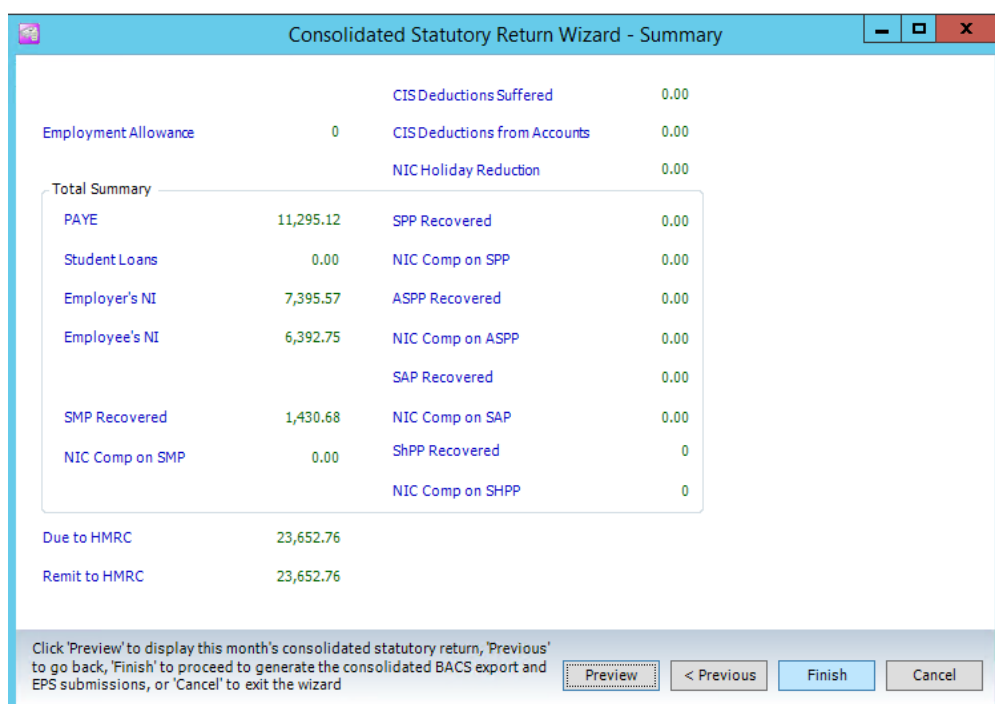 Consolidated Statutory Return Wizard - Summary
CIS Deductions Suffered 0.00
Employment Allowance 0 CIS Deductions from Accounts 0.00
NIC Holiday Reduction 0.00
Total Summary
PAYE 11,295.12 SPP Recovered 0.00
Student Loans 0.00 NIC Comp on SPP 0.00
Employer's NI 7,395.57 ASPP Recovered 0.00
Employee's NI 6,392.75 NIC Comp on ASPP 0.00
SAP Recovered 0.00
SMP Recovered 1,430.68 NIC Comp on SAP 0.00
NIC Comp on SMP 0.00 ShPP Recovered 0
NIC Comp on SHPP 0
Due to HMRC 23,652.76
Remit to HMRC 23,652.76
Click 'Preview' to display this month's consolidated statutory return, 'Previous'
to go back, 'Finish' to proceed to generate the consolidated BACS export and
EPS submissions, or 'Cancel' to exit the wizard
Preview < Previous Finish Cancel